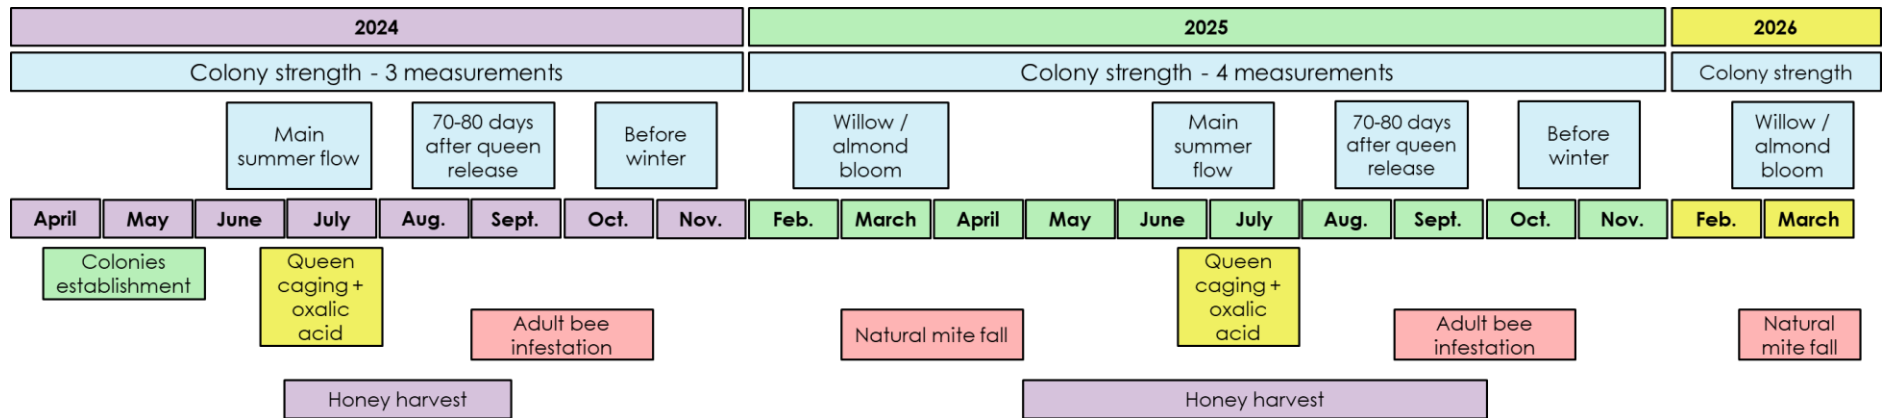 2024
2025
2026
Colony strength - 3 measurements
Colony strength - 4 measurements
Colony strength
Main
summer flow
70-80 days
after queen
release
Before
winter
Willow /
almond
bloom
Main
summer
flow
70-80 days
after queen
release
Before
winter
Willow /
almond
bloom
April
May
June
July
Aug.
Sept.
Oct.
Nov.
Feb.
March
April
May
June
July
Aug.
Sept.
Oct.
Nov.
Feb.
March
Colonies
establishment
Queen
caging +
oxalic
acid
Queen
caging +
oxalic
acid
Adult bee
infestation
Natural mite fall
Adult bee
infestation
Natural
mite fall
Honey harvest
Honey harvest